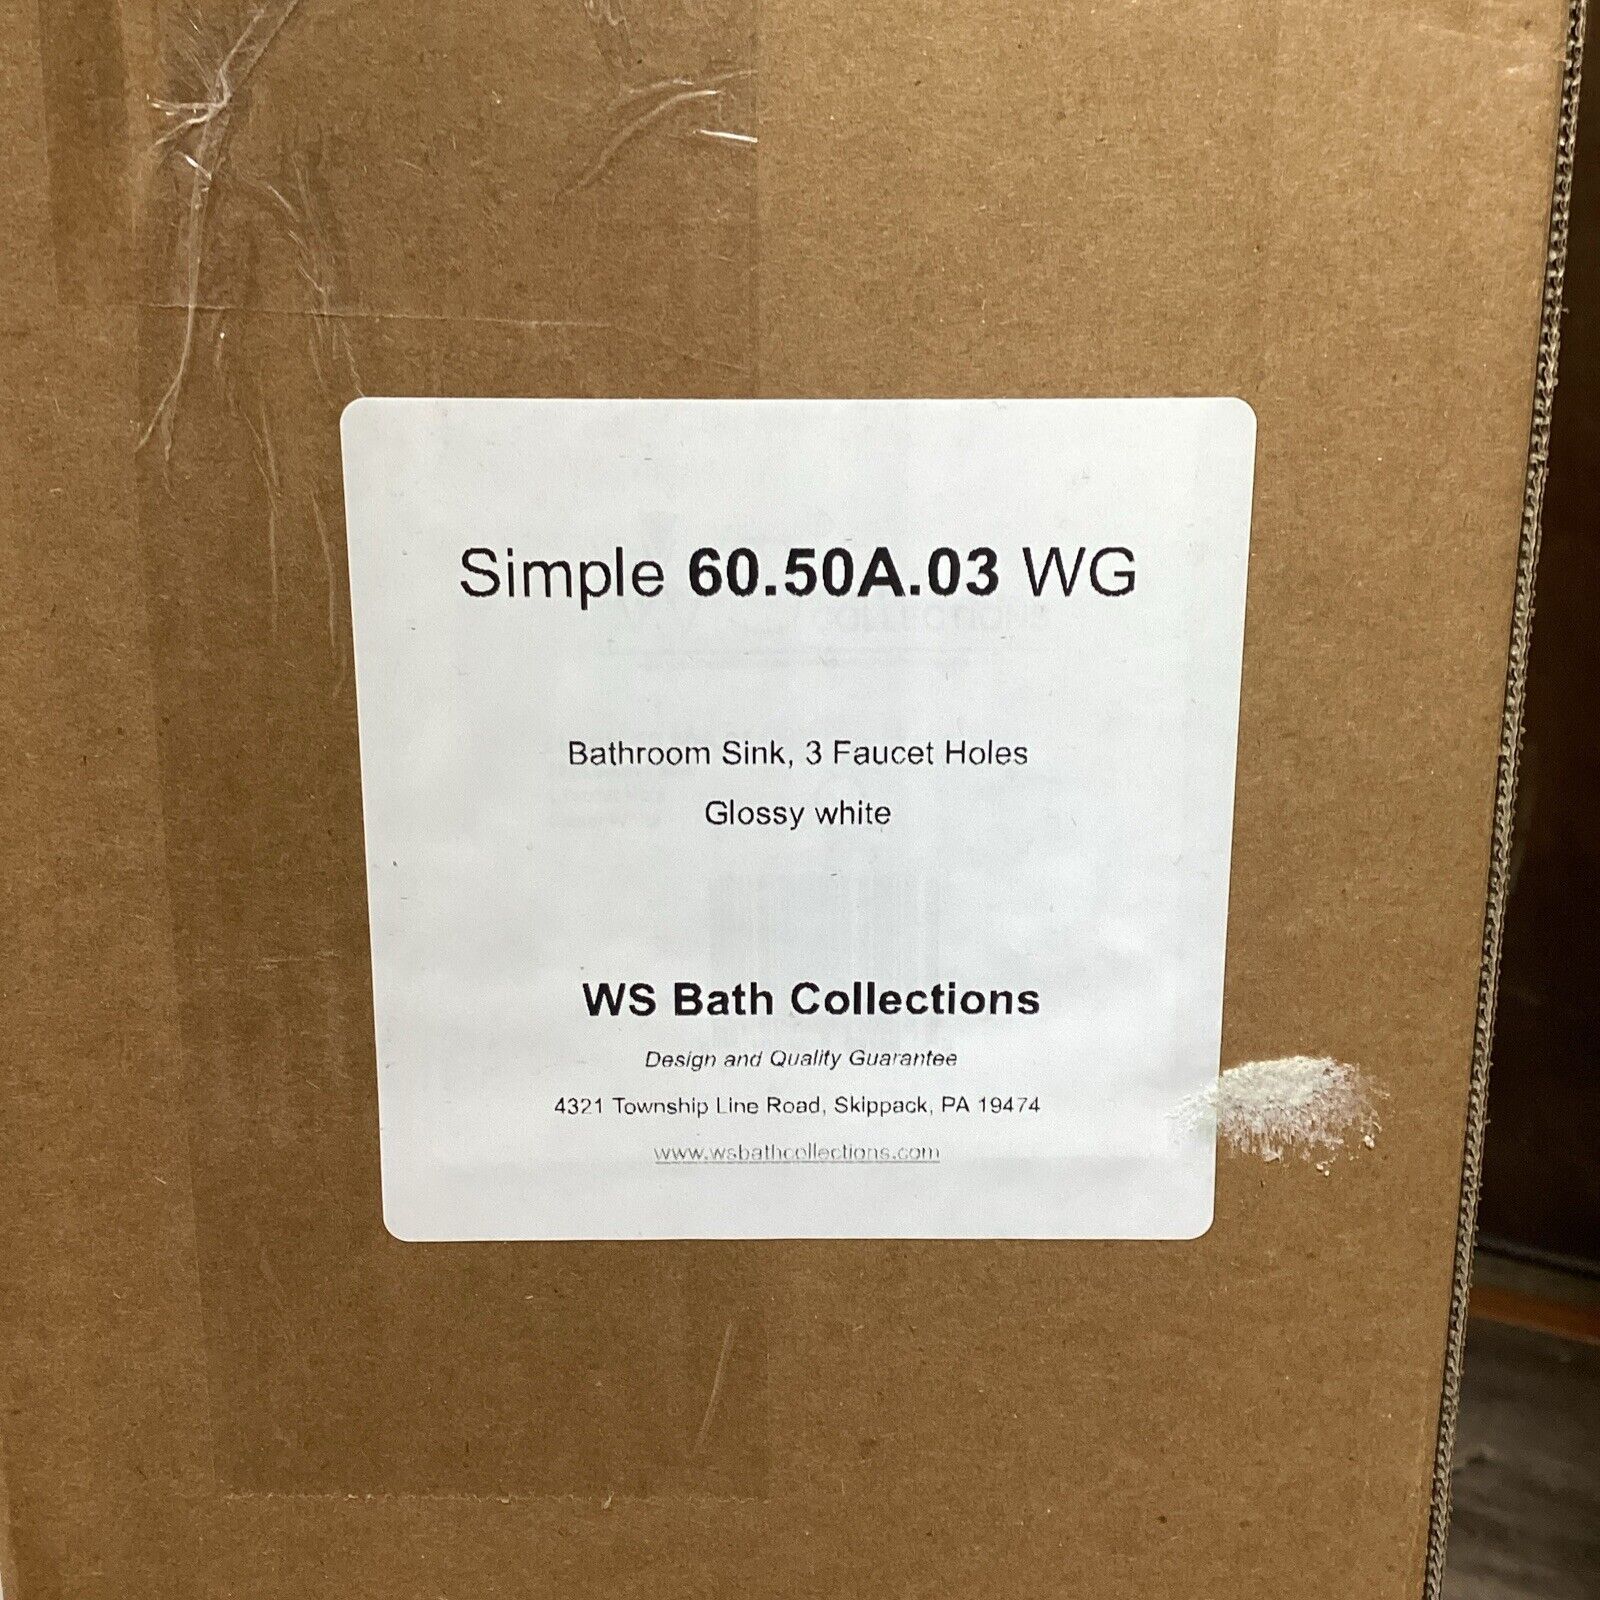 Simple 60.50A.03 WG
Bathroom Sink, 3 Faucet Holes
Glossy white
WS Bath Collections
Design and Quality Guarantee
4321 Township Line Road, Skippack, PA 19474
www.wsbathcollections.com